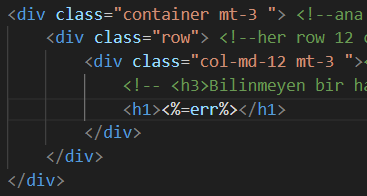 <div class="container mt-3 "> <!--ana
<div class="row"> <!--her row 12
<div class="col-md-12 mt-3 ">
<!-- <h3>Bilinmeyen bir
<h1><%=err%></h1>
</div>
</div>
</div>